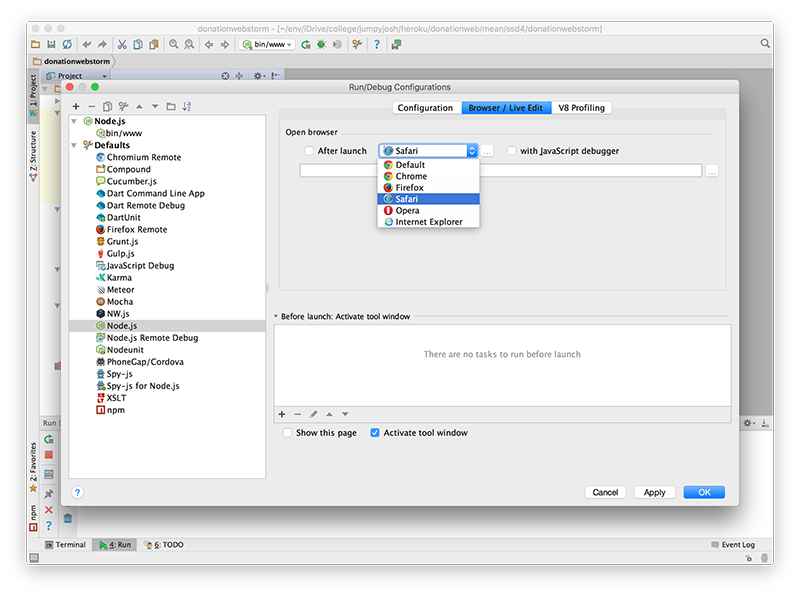 donationwebstorm - [~/env/iDrive/college/jumpyjosh/heroku/donationweb/mean/ssd4/donationwebstorm]
bin/www
donationwebstorm
Project
1: Project
Z: Structure
Run/Debug Configurations
Configuration
Browser / Live Edit
V8 Profiling
Node.js
bin/www
Defaults
Chromium Remote
Compound
Cucumber.js
Dart Command Line App
Dart Remote Debug
DartUnit
Firefox Remote
Grunt.js
Gulp.js
JavaScript Debug
Karma
Meteor
Mocha
NW.js
Node.js
Node.js Remote Debug
Nodeunit
PhoneGap/Cordova
Spy-js
Spy-js for Node.js
XSLT
npm
Open browser
After launch
Safari
...
with JavaScript debugger
Default
Chrome
Firefox
Safari
Opera
Internet Explorer
...
Before launch: Activate tool window
There are no tasks to run before launch
Show this page
Activate tool window
?
Cancel
Apply
OK
Run
2: Favorites
npm
Terminal
4: Run
6: TODO
Event Log